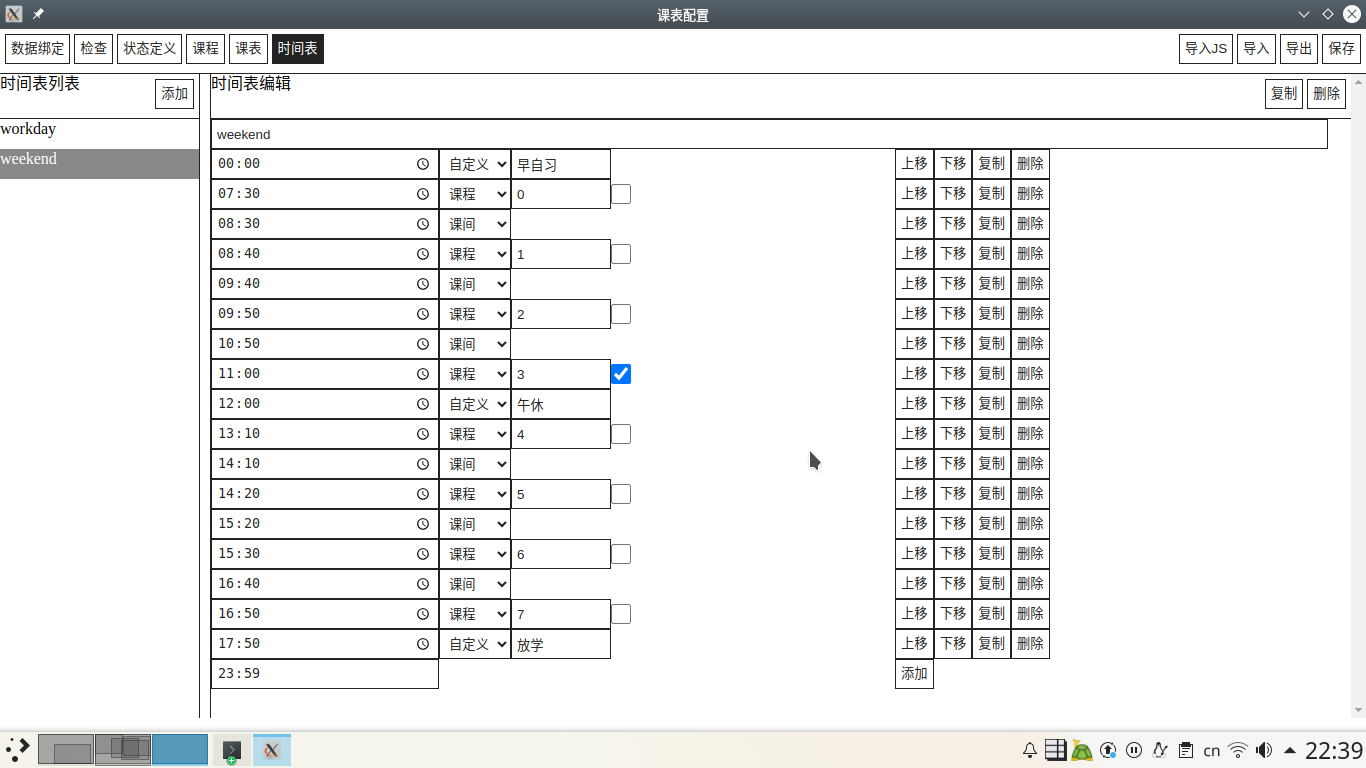 课表配置
数据绑定 检查 状态定义 课程 课表 时间表 导入JS 导入 导出 保存
时间表列表 添加
workday
weekend
时间表编辑 复制 删除
weekend
00:00 自定义 早自习 上移 下移 复制 删除
07:30 课程 0 上移 下移 复制 删除
08:30 课间 上移 下移 复制 删除
08:40 课程 1 上移 下移 复制 删除
09:40 课间 上移 下移 复制 删除
09:50 课程 2 上移 下移 复制 删除
10:50 课间 上移 下移 复制 删除
11:00 课程 3 上移 下移 复制 删除
12:00 自定义 午休 上移 下移 复制 删除
13:10 课程 4 上移 下移 复制 删除
14:10 课间 上移 下移 复制 删除
14:20 课程 5 上移 下移 复制 删除
15:20 课间 上移 下移 复制 删除
15:30 课程 6 上移 下移 复制 删除
16:40 课间 上移 下移 复制 删除
16:50 课程 7 上移 下移 复制 删除
17:50 自定义 放学 上移 下移 复制 删除
23:59 添加
cn 22:39